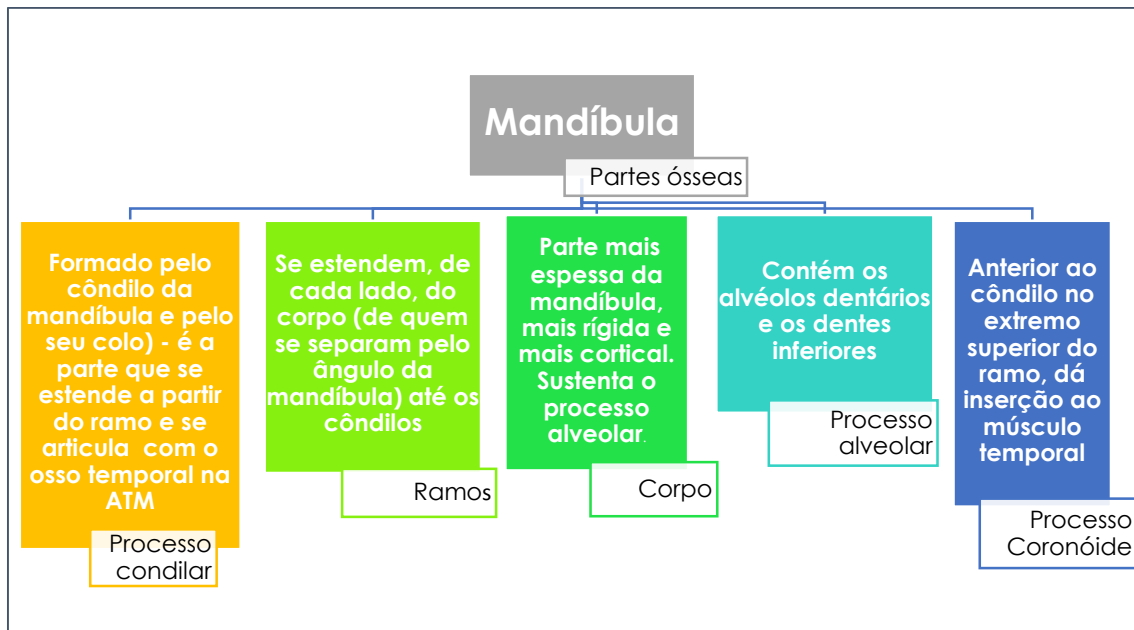 Mandíbula
Partes ósseas
Formado pelo
côndilo da
mandíbula e pelo
seu colo) - é a
parte que se
estende a partir
do ramo e se
articula com o
osso temporal na
ATM
Processo
condilar
Se estendem, de
cada lado, do
corpo (de quem
se separam pelo
ângulo da
mandíbula) até os
côndilos
Ramos
Parte mais
espessa da
mandíbula,
mais rígida e
mais cortical.
Sustenta o
processo
alveolar.
Corpo
Contém os
alvéolos dentários
e os dentes
inferiores
Processo
alveolar
Anterior ao
côndilo no
extremo
superior do
ramo, dá
inserção ao
músculo
temporal
Processo
Coronóide